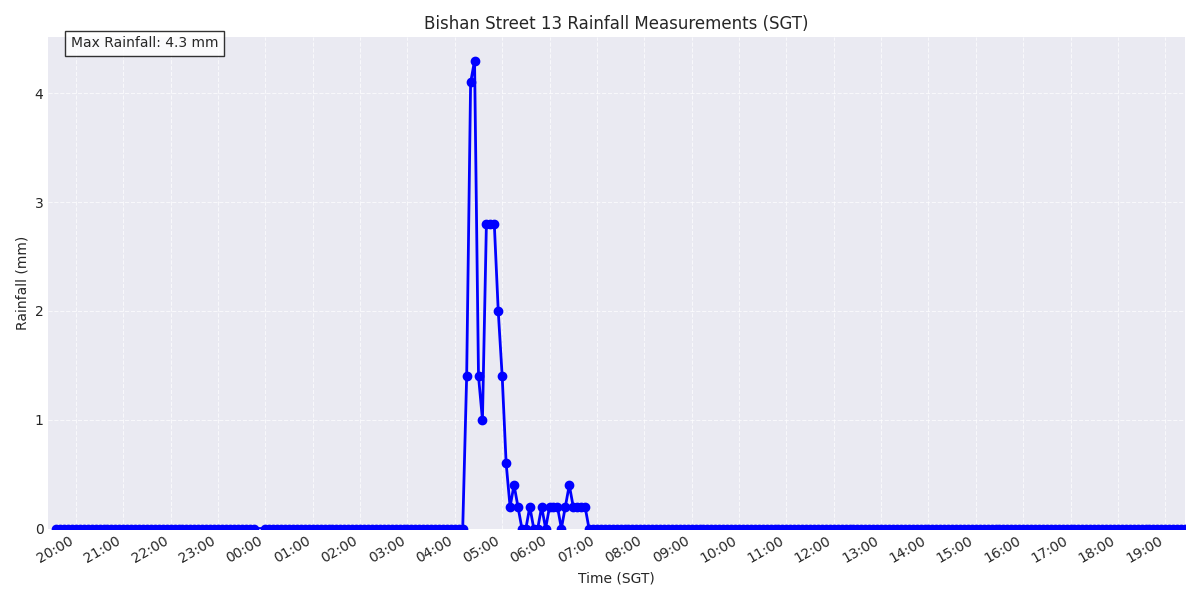 Bishan Street 13 Rainfall Measurements (SGT)
Max Rainfall: 4.3 mm
Rainfall (mm)
4
3
2
1
0
20:00 21:00 22:00 23:00 00:00 01:00 02:00 03:00 04:00 05:00 06:00 07:00 08:00 09:00 10:00 11:00 12:00 13:00 14:00 15:00 16:00 17:00 18:00 19:00
Time (SGT)